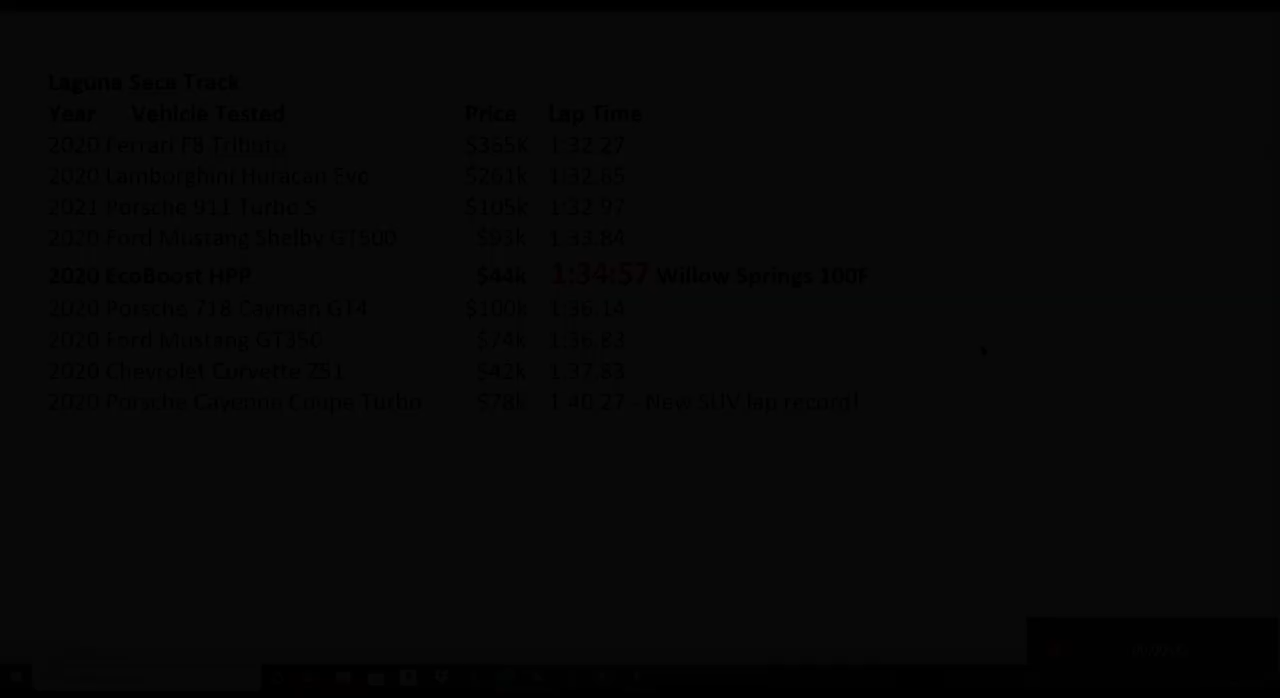 Laguna Seca Track
Year Vehicle Tested Price Lap Time
2020 Ferrari F8 Tributo $365k 1:32.27
2020 Lamborghini Huracan Evo $261k 1:32.85
2021 Porsche 911 Turbo S $105k 1:32.97
2020 Ford Mustang Shelby GT500 $93k 1:33.84
2020 EcoBoost HPP $44k 1:34:57 Willow Springs 100F
2020 Porsche 718 Cayman GT4 $100k 1:36.14
2020 Ford Mustang GT350 $74k 1:36.83
2020 Chevrolet Corvette Z51 $42k 1:37.83
2020 Porsche Cayenne Coupe Turbo $78k 1:40.27 - New SUV lap record!